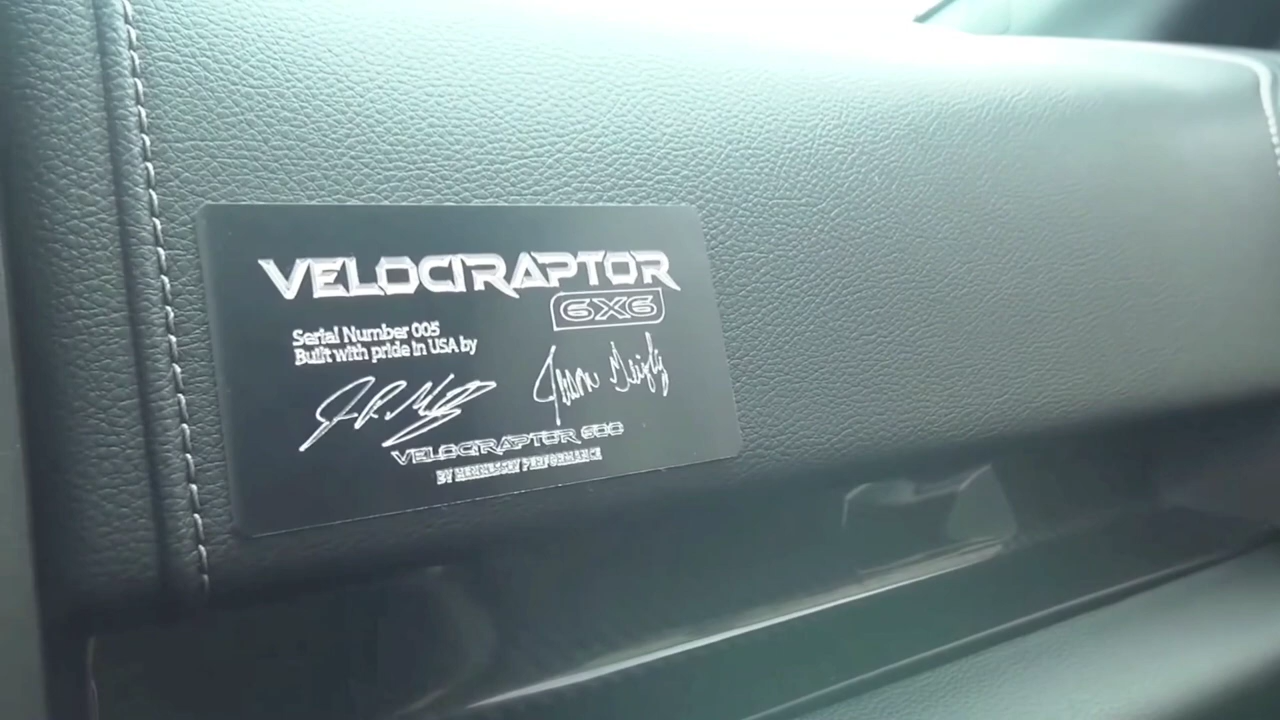 VELOCIRAPTOR
6X6
Serial Number 005
Built with pride in USA by
VELOCIRAPTOR 600
BY HENNESSEY PERFORMANCE